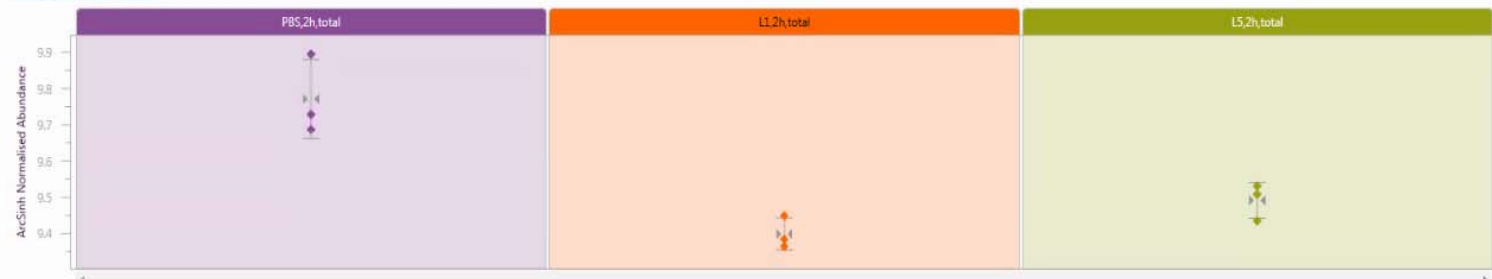 PBS,2h,total
L1,2h,total
L5,2h,total
ArcSinh Normalised Abundance
9.9
9.8
9.7
9.6
9.5
9.4